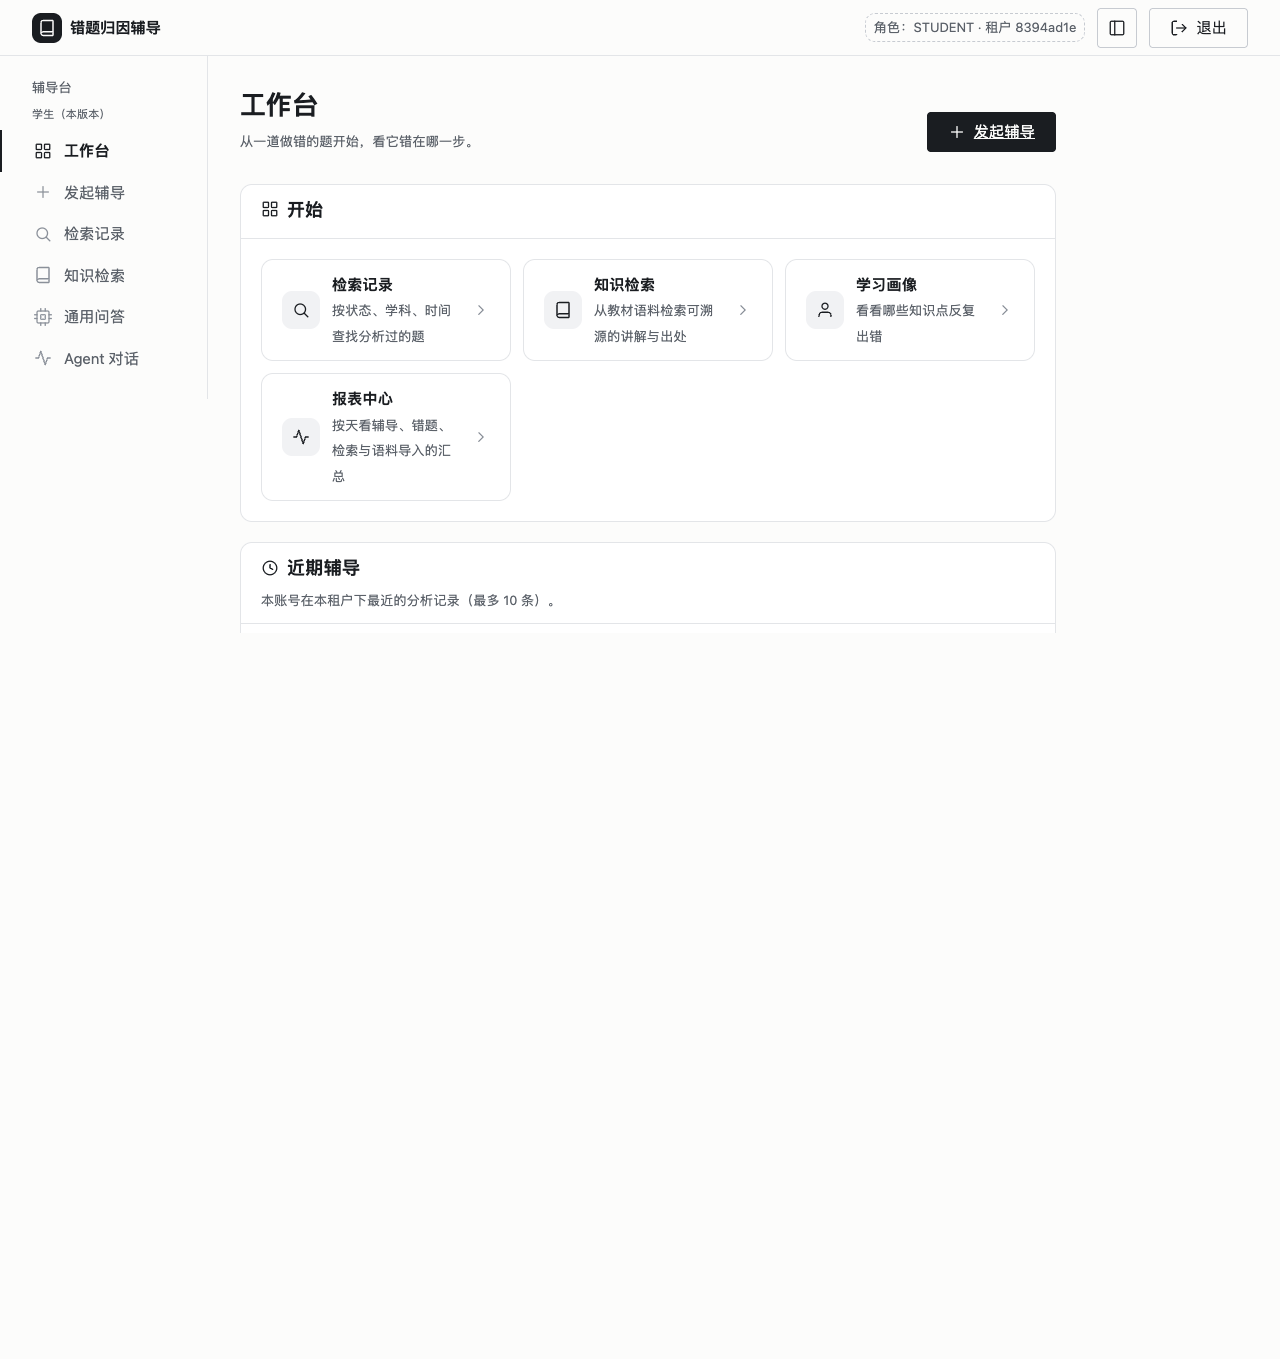 错题归因辅导
角色：STUDENT · 租户 8394ad1e
退出
辅导台
学生（本版本）
工作台
发起辅导
检索记录
知识检索
通用问答
Agent 对话
工作台
从一道做错的题开始，看它错在哪一步。
发起辅导
开始
检索记录
按状态、学科、时间
查找分析过的题
知识检索
从教材语料检索可溯
源的讲解与出处
学习画像
看看哪些知识点反复
出错
报表中心
按天看辅导、错题、
检索与语料导入的汇
总
近期辅导
本账号在本租户下最近的分析记录（最多 10 条）。